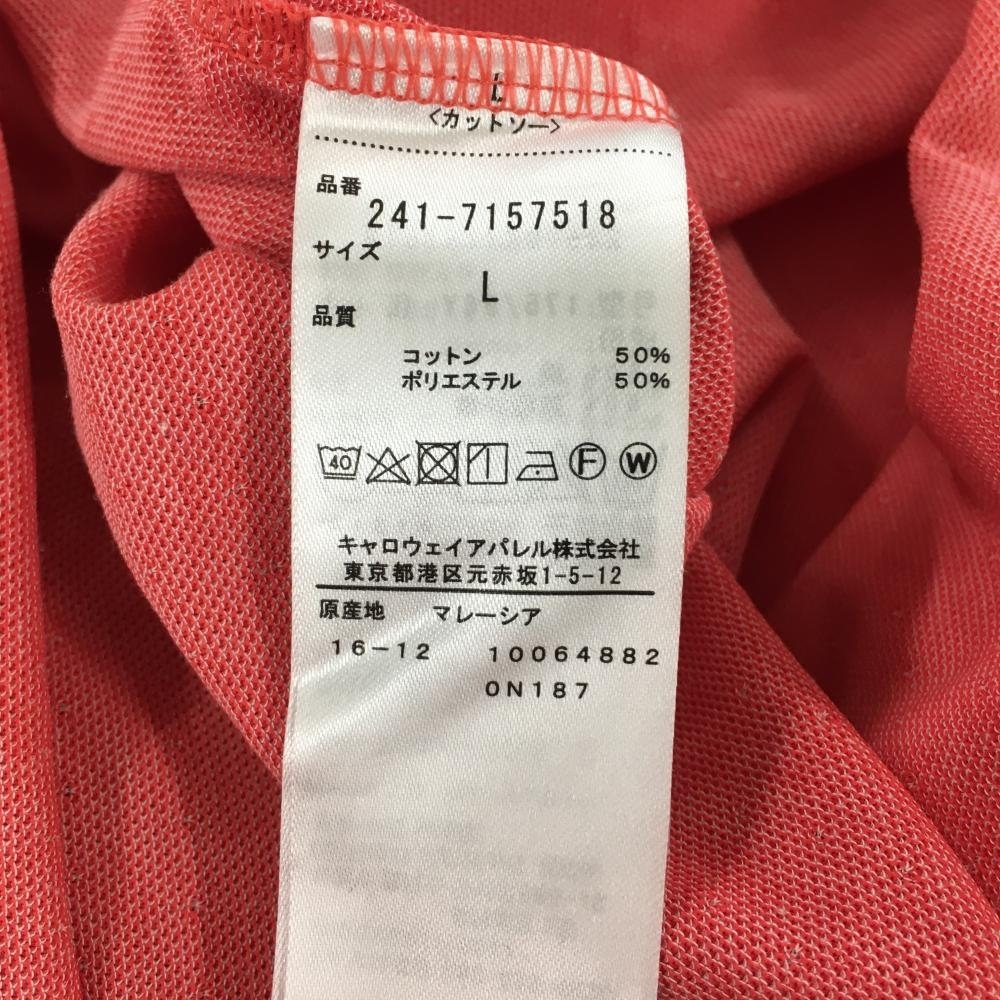 L
〈カットソー〉
品番
241-7157518
サイズ
L
品質
コットン 50%
ポリエステル 50%
40 F W
キャロウェイアパレル株式会社
東京都港区元赤坂1-5-12
原産地 マレーシア
16-12 10064882
0N187